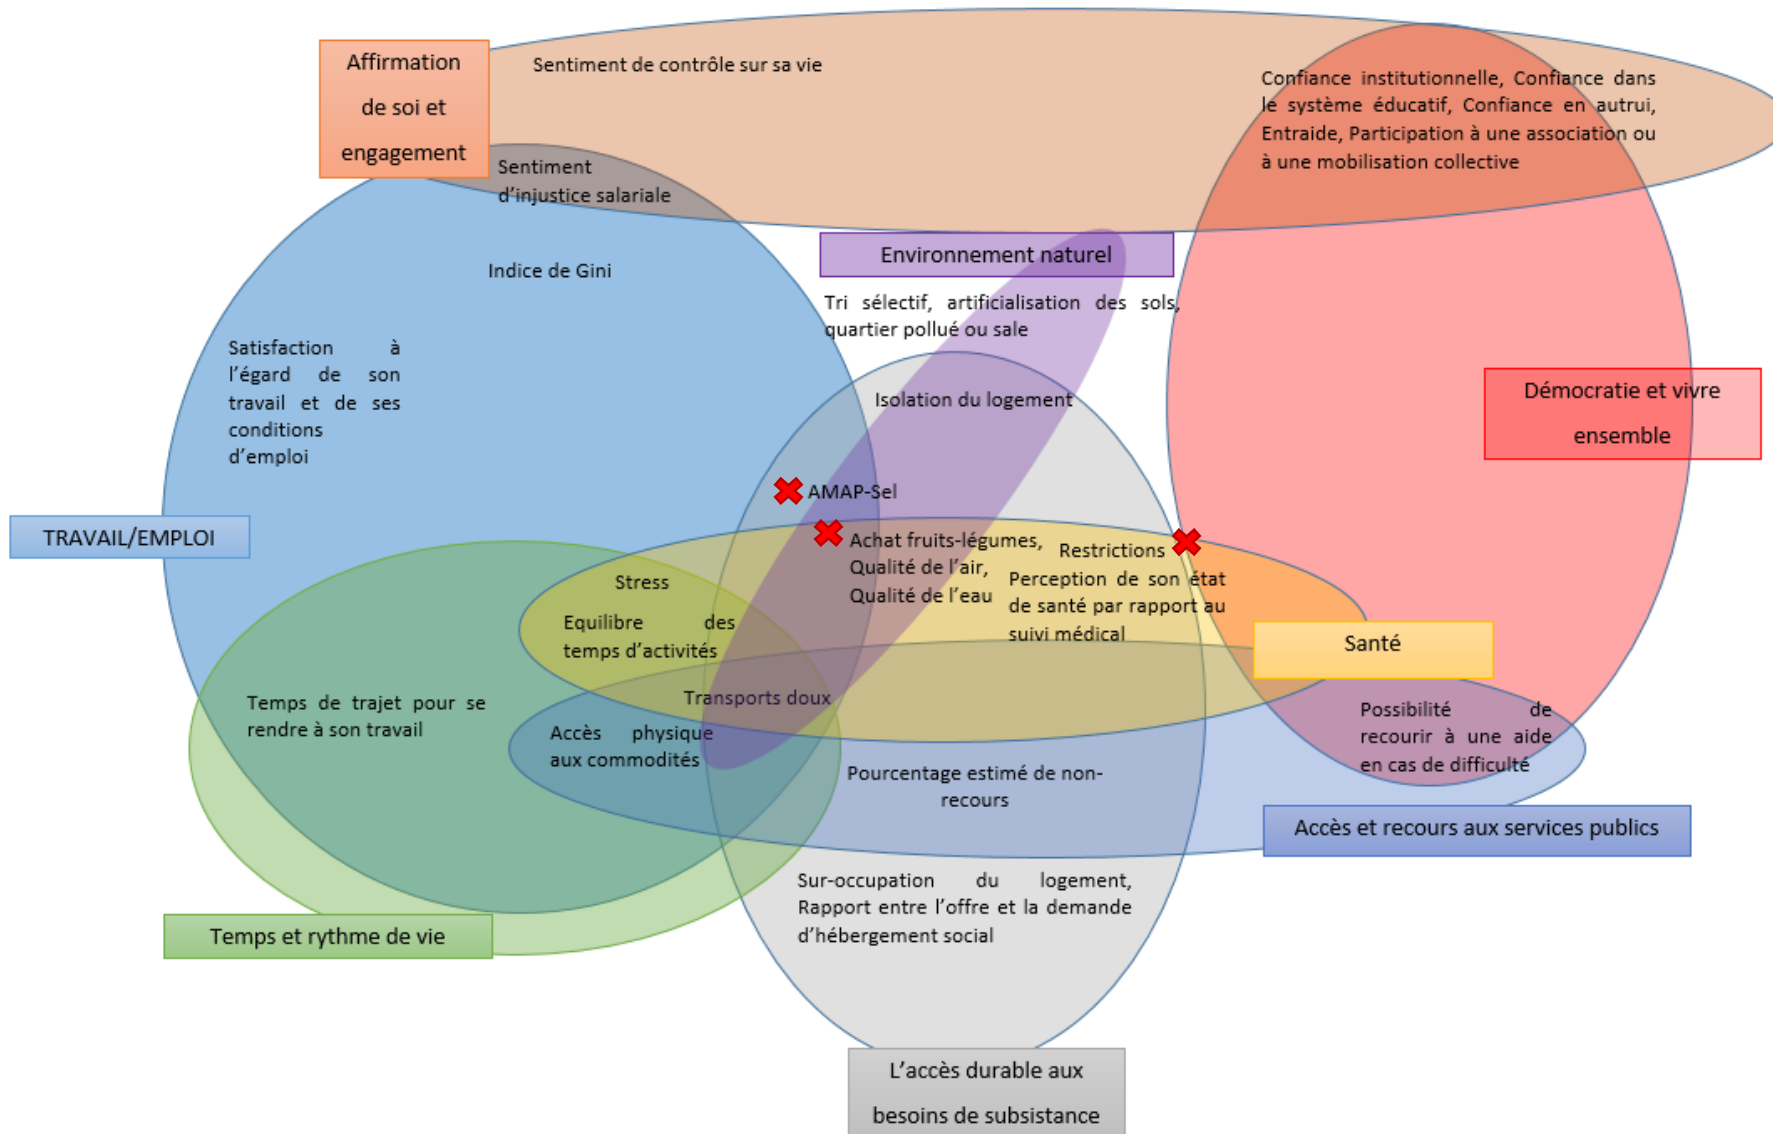 Affirmation
de soi et
engagement
Sentiment de contrôle sur sa vie
Confiance institutionnelle, Confiance dans
le système éducatif, Confiance en autrui,
Entraide, Participation à une association ou
à une mobilisation collective
Sentiment
d’injustice salariale
Environnement naturel
Indice de Gini
Tri sélectif, artificialisation des sols,
quartier pollué ou sale
Satisfaction à
l’égard de son
travail et de ses
conditions
d’emploi
Isolation du logement
Démocratie et vivre
ensemble
AMAP-Sel
TRAVAIL/EMPLOI
Achat fruits-légumes,
Qualité de l’air,
Qualité de l’eau
Restrictions
Perception de son état
de santé par rapport au
suivi médical
Stress
Equilibre des
temps d’activités
Santé
Temps de trajet pour se
rendre à son travail
Transports doux
Accès physique
aux commodités
Possibilité de
recourir à une aide
en cas de difficulté
Pourcentage estimé de non-
recours
Accès et recours aux services publics
Sur-occupation du logement,
Rapport entre l’offre et la demande
d’hébergement social
Temps et rythme de vie
L’accès durable aux
besoins de subsistance